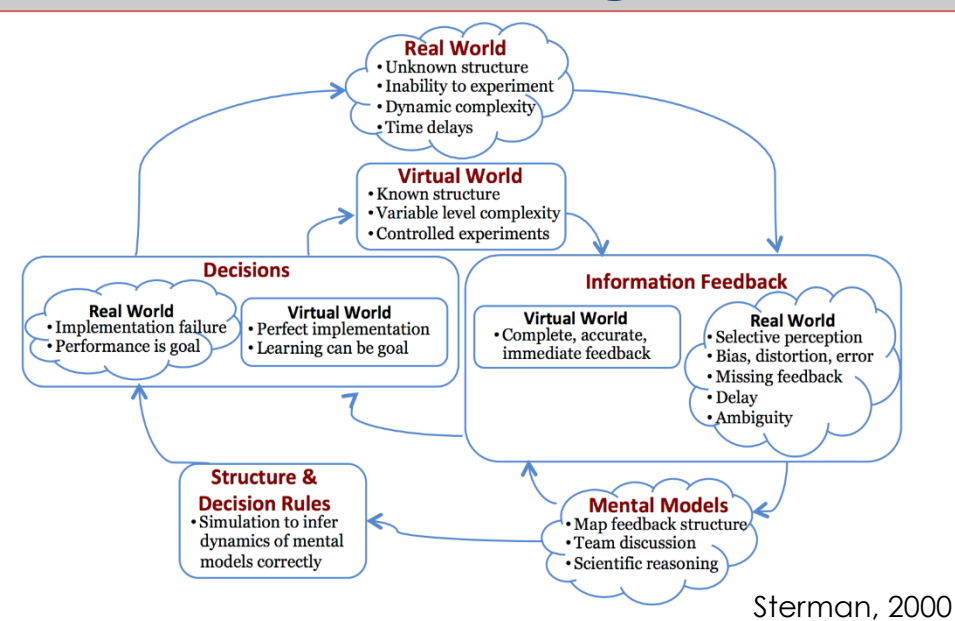 Real World
• Unknown structure
• Inability to experiment
• Dynamic complexity
• Time delays
Virtual World
• Known structure
• Variable level complexity
• Controlled experiments
Decisions
Real World
• Implementation failure
• Performance is goal
Virtual World
• Perfect implementation
• Learning can be goal
Information Feedback
Virtual World
• Complete, accurate,
immediate feedback
Real World
• Selective perception
• Bias, distortion, error
• Missing feedback
• Delay
• Ambiguity
Structure &
Decision Rules
• Simulation to infer
dynamics of mental
models correctly
Mental Models
• Map feedback structure
• Team discussion
• Scientific reasoning
Sterman, 2000